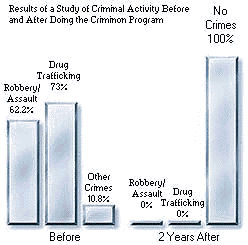 Results of a Study of Criminal Activity Before
and After Doing the Criminon Program
No
Crimes
100%
Drug
Trafficking
73%
Robbery/
Assault
62.2%
Other
Crimes
10.8%
Robbery/
Assault
0%
Drug
Trafficking
0%
Before
2 Years After